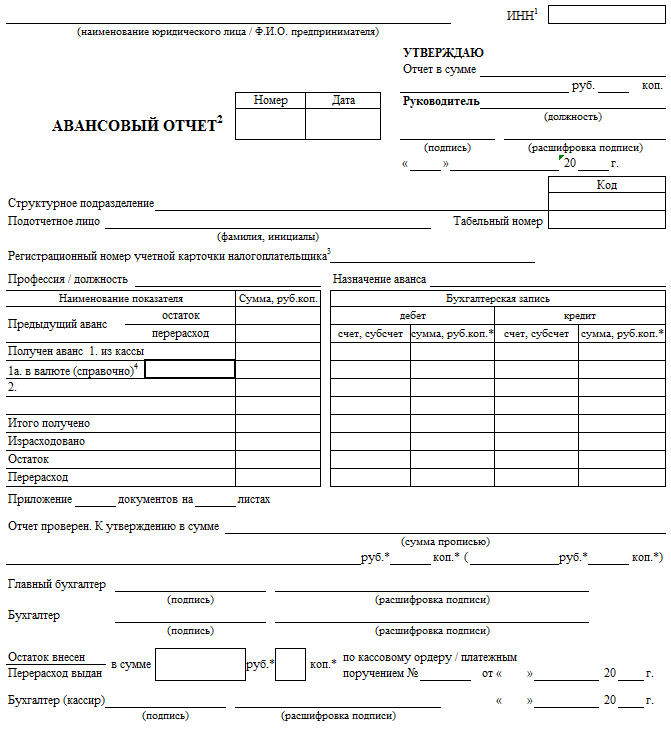 ИНН1
(наименование юридического лица / Ф.И.О. предпринимателя)
УТВЕРЖДАЮ
Отчет в сумме
руб. коп.
Номер Дата
Руководитель
(должность)
АВАНСОВЫЙ ОТЧЕТ2
(подпись) (расшифровка подписи)
« » 20 г.
Код
Структурное подразделение
Подотчетное лицо Табельный номер
(фамилия, инициалы)
Регистрационный номер учетной карточки налогоплательщика3
Профессия / должность Назначение аванса
Наименование показателя Сумма, руб.коп. Бухгалтерская запись
Предыдущий аванс остаток дебет кредит
перерасход счет, субсчет сумма, руб.коп.* счет, субсчет сумма, руб.коп.*
Получен аванс 1. из кассы
1а. в валюте (справочно)4
2.
Итого получено
Израсходовано
Остаток
Перерасход
Приложение документов на листах
Отчет проверен. К утверждению в сумме
(сумма прописью)
руб.* коп.* ( руб.* коп.*)
Главный бухгалтер
(подпись) (расшифровка подписи)
Бухгалтер
(подпись) (расшифровка подписи)
Остаток внесен в сумме руб.* коп.* по кассовому ордеру / платежным
Перерасход выдан поручением № от « » 20 г.
Бухгалтер (кассир) « » 20 г.
(подпись) (расшифровка подписи)